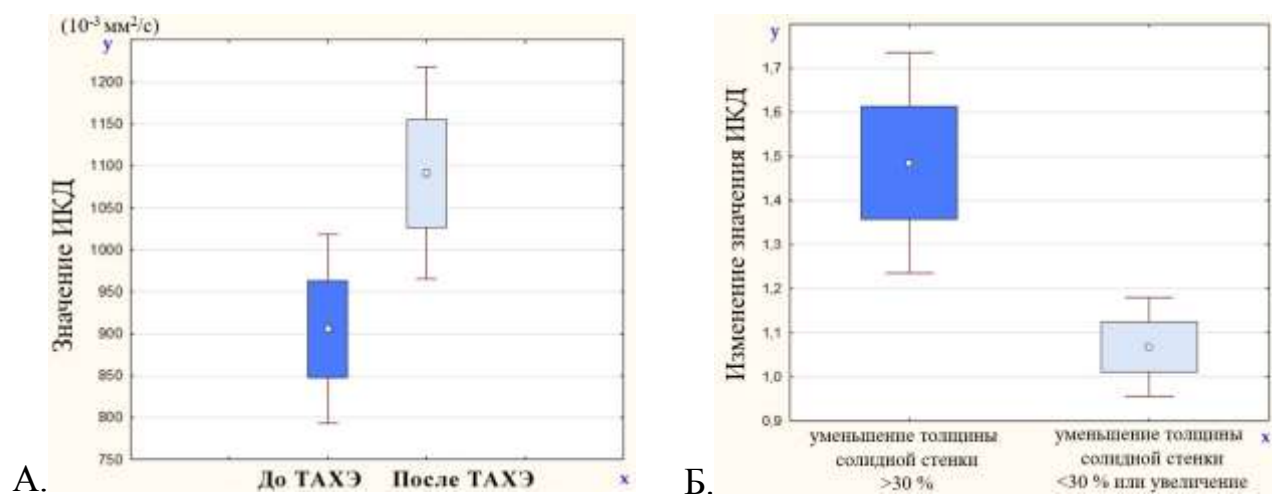 (10⁻³ мм²/с)
y
Значение ИКД
1200
1150
1100
1050
1000
950
900
850
800
750
До ТАХЭ После ТАХЭ
x
А.
y
Изменение значения ИКД
1,7
1,6
1,5
1,4
1,3
1,2
1,1
1,0
0,9
уменьшение толщины
солидной стенки
>30 %
уменьшение толщины
солидной стенки
<30 % или увеличение
x
Б.